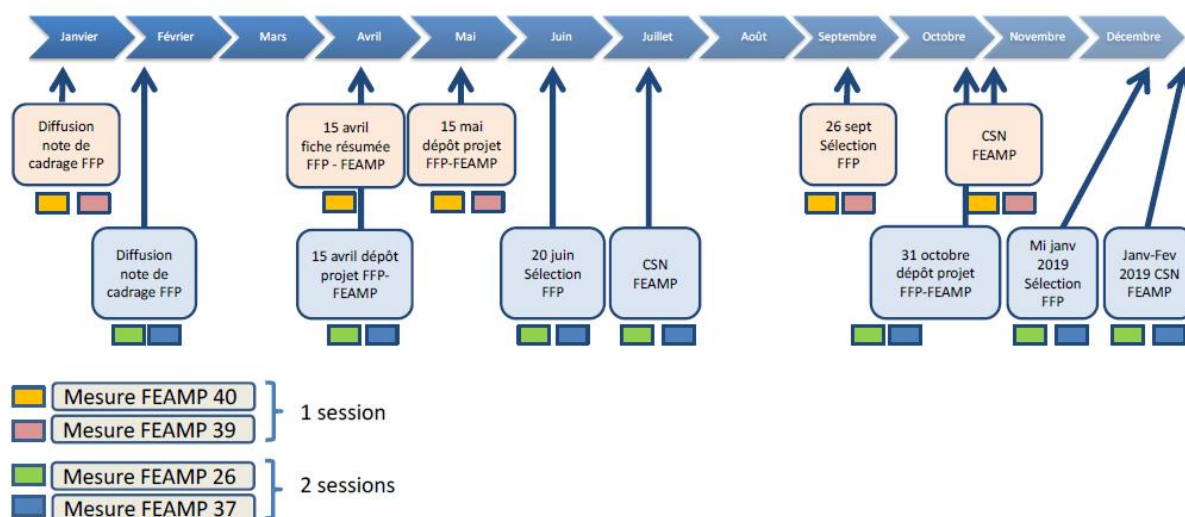 Janvier
Février
Mars
Avril
Mai
Juin
Juillet
Août
Septembre
Octobre
Novembre
Décembre
Diffusion
note de
cadrage FFP
15 avril
fiche résumée
FFP - FEAMP
15 mai
dépôt projet
FFP-FEAMP
26 sept
Sélection
FFP
CSN
FEAMP
Diffusion
note de
cadrage FFP
15 avril dépôt
projet FFP-
FEAMP
20 juin
Sélection
FFP
CSN
FEAMP
31 octobre
dépôt projet
FFP-FEAMP
Mi janv
2019
Sélection
FFP
Janv-Fev
2019 CSN
FEAMP
Mesure FEAMP 40
Mesure FEAMP 39
1 session
Mesure FEAMP 26
Mesure FEAMP 37
2 sessions